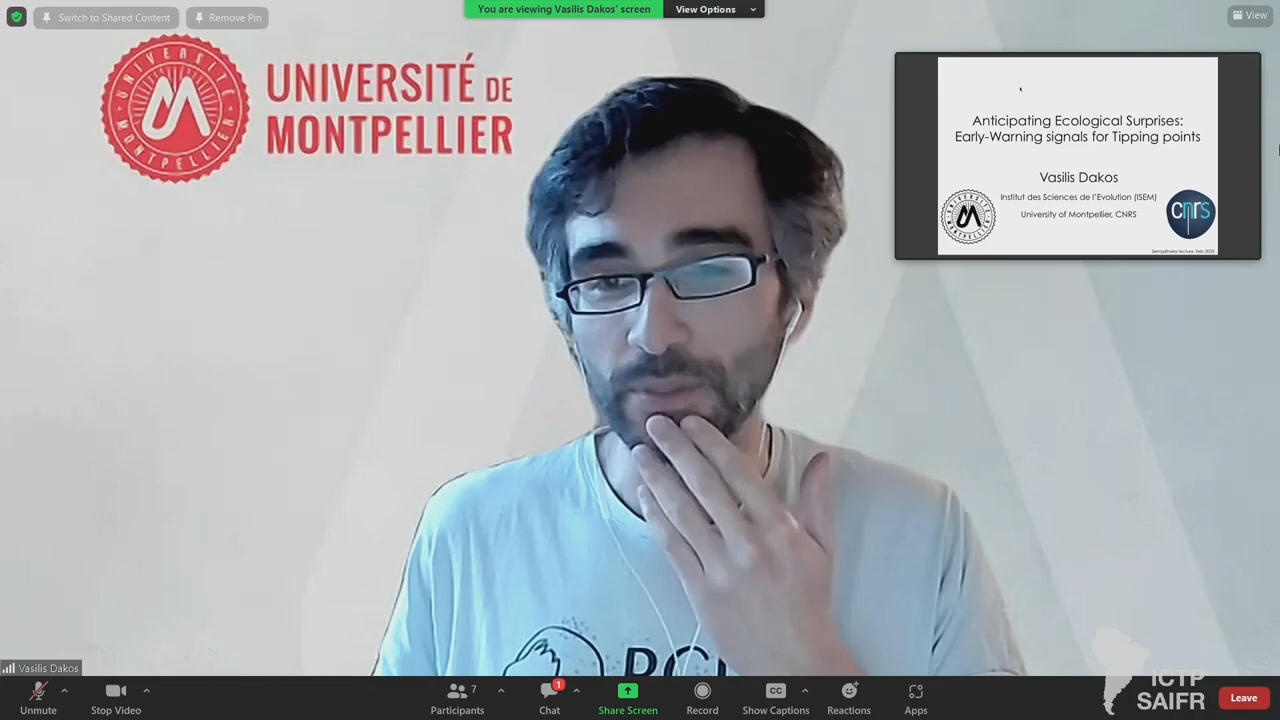 Switch to Shared Content
Remove Pin
You are viewing Vasilis Dakos' screen
View Options
View
UNIVERSITÉ
MONTPELLIER
UNIVERSITÉ DE
MONTPELLIER
Anticipating Ecological Surprises:
Early-Warning signals for Tipping points
Vasilis Dakos
Institut des Sciences de l'Evolution (ISEM)
University of Montpellier, CNRS
cnrs
Vasilis Dakos
Unmute
Stop Video
Participants
7
Chat
1
Share Screen
Record
CC
Show Captions
Reactions
Apps
ICTP
SAIFR
Leave